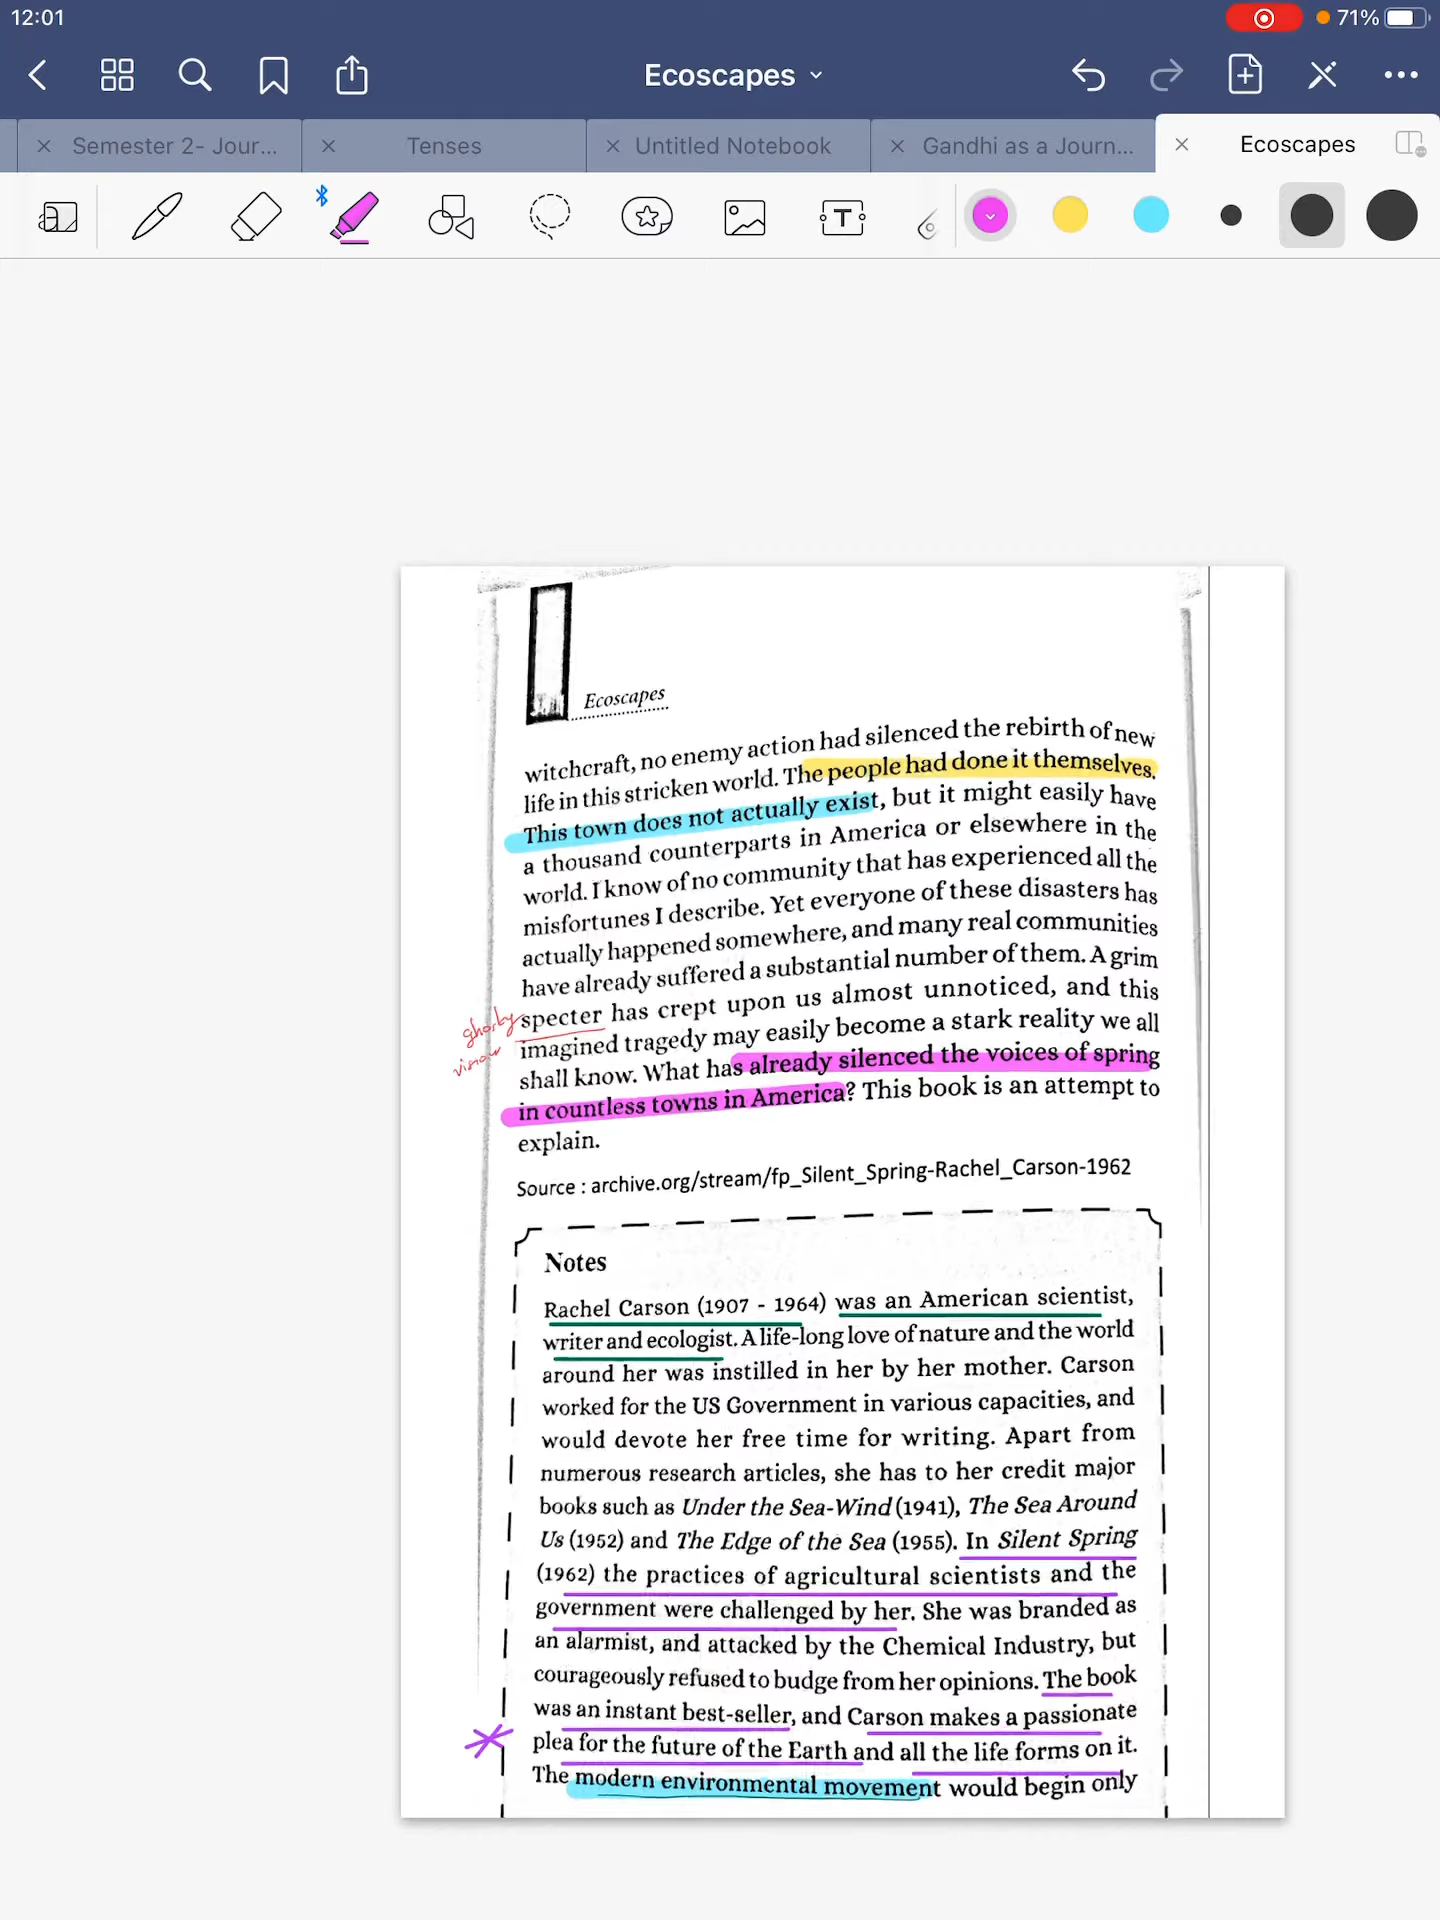 12:01
71%
Ecoscapes
Semester 2- Jour...
Tenses
Untitled Notebook
Gandhi as a Journ...
Ecoscapes
Ecoscapes
witchcraft, no enemy action had silenced the rebirth of new
life in this stricken world. The people had done it themselves.
This town does not actually exist, but it might easily have
a thousand counterparts in America or elsewhere in the
world. I know of no community that has experienced all the
misfortunes I describe. Yet everyone of these disasters has
actually happened somewhere, and many real communities
have already suffered a substantial number of them. A grim
ghostly
specter has crept upon us almost unnoticed, and this
vision
imagined tragedy may easily become a stark reality we all
shall know. What has already silenced the voices of spring
in countless towns in America? This book is an attempt to
explain.
Source : archive.org/stream/fp_Silent_Spring-Rachel_Carson-1962
Notes
Rachel Carson (1907 - 1964) was an American scientist,
writer and ecologist. A life-long love of nature and the world
around her was instilled in her by her mother. Carson
worked for the US Government in various capacities, and
would devote her free time for writing. Apart from
numerous research articles, she has to her credit major
books such as Under the Sea-Wind (1941), The Sea Around
Us (1952) and The Edge of the Sea (1955). In Silent Spring
(1962) the practices of agricultural scientists and the
government were challenged by her. She was branded as
an alarmist, and attacked by the Chemical Industry, but
courageously refused to budge from her opinions. The book
was an instant best-seller, and Carson makes a passionate
plea for the future of the Earth and all the life forms on it.
The modern environmental movement would begin only